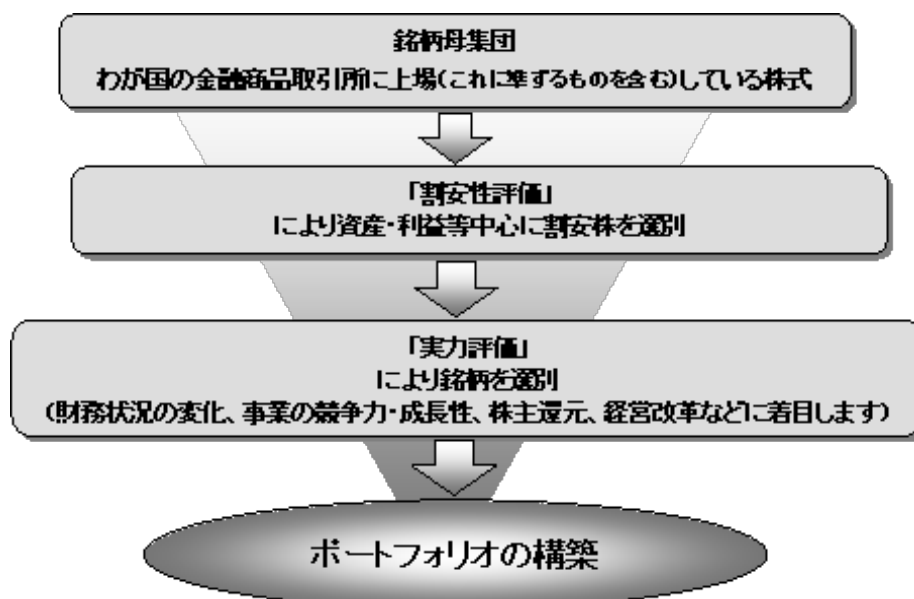 銘柄母集団
わが国の金融商品取引所に上場(これに準ずるものを含む)している株式
「割安性評価」
により資産・利益等中心に割安株を選別
「実力評価」
により銘柄を選別
(財務状況の変化、事業の競争力・成長性、株主還元、経営改革などに着目します)
ポートフォリオの構築